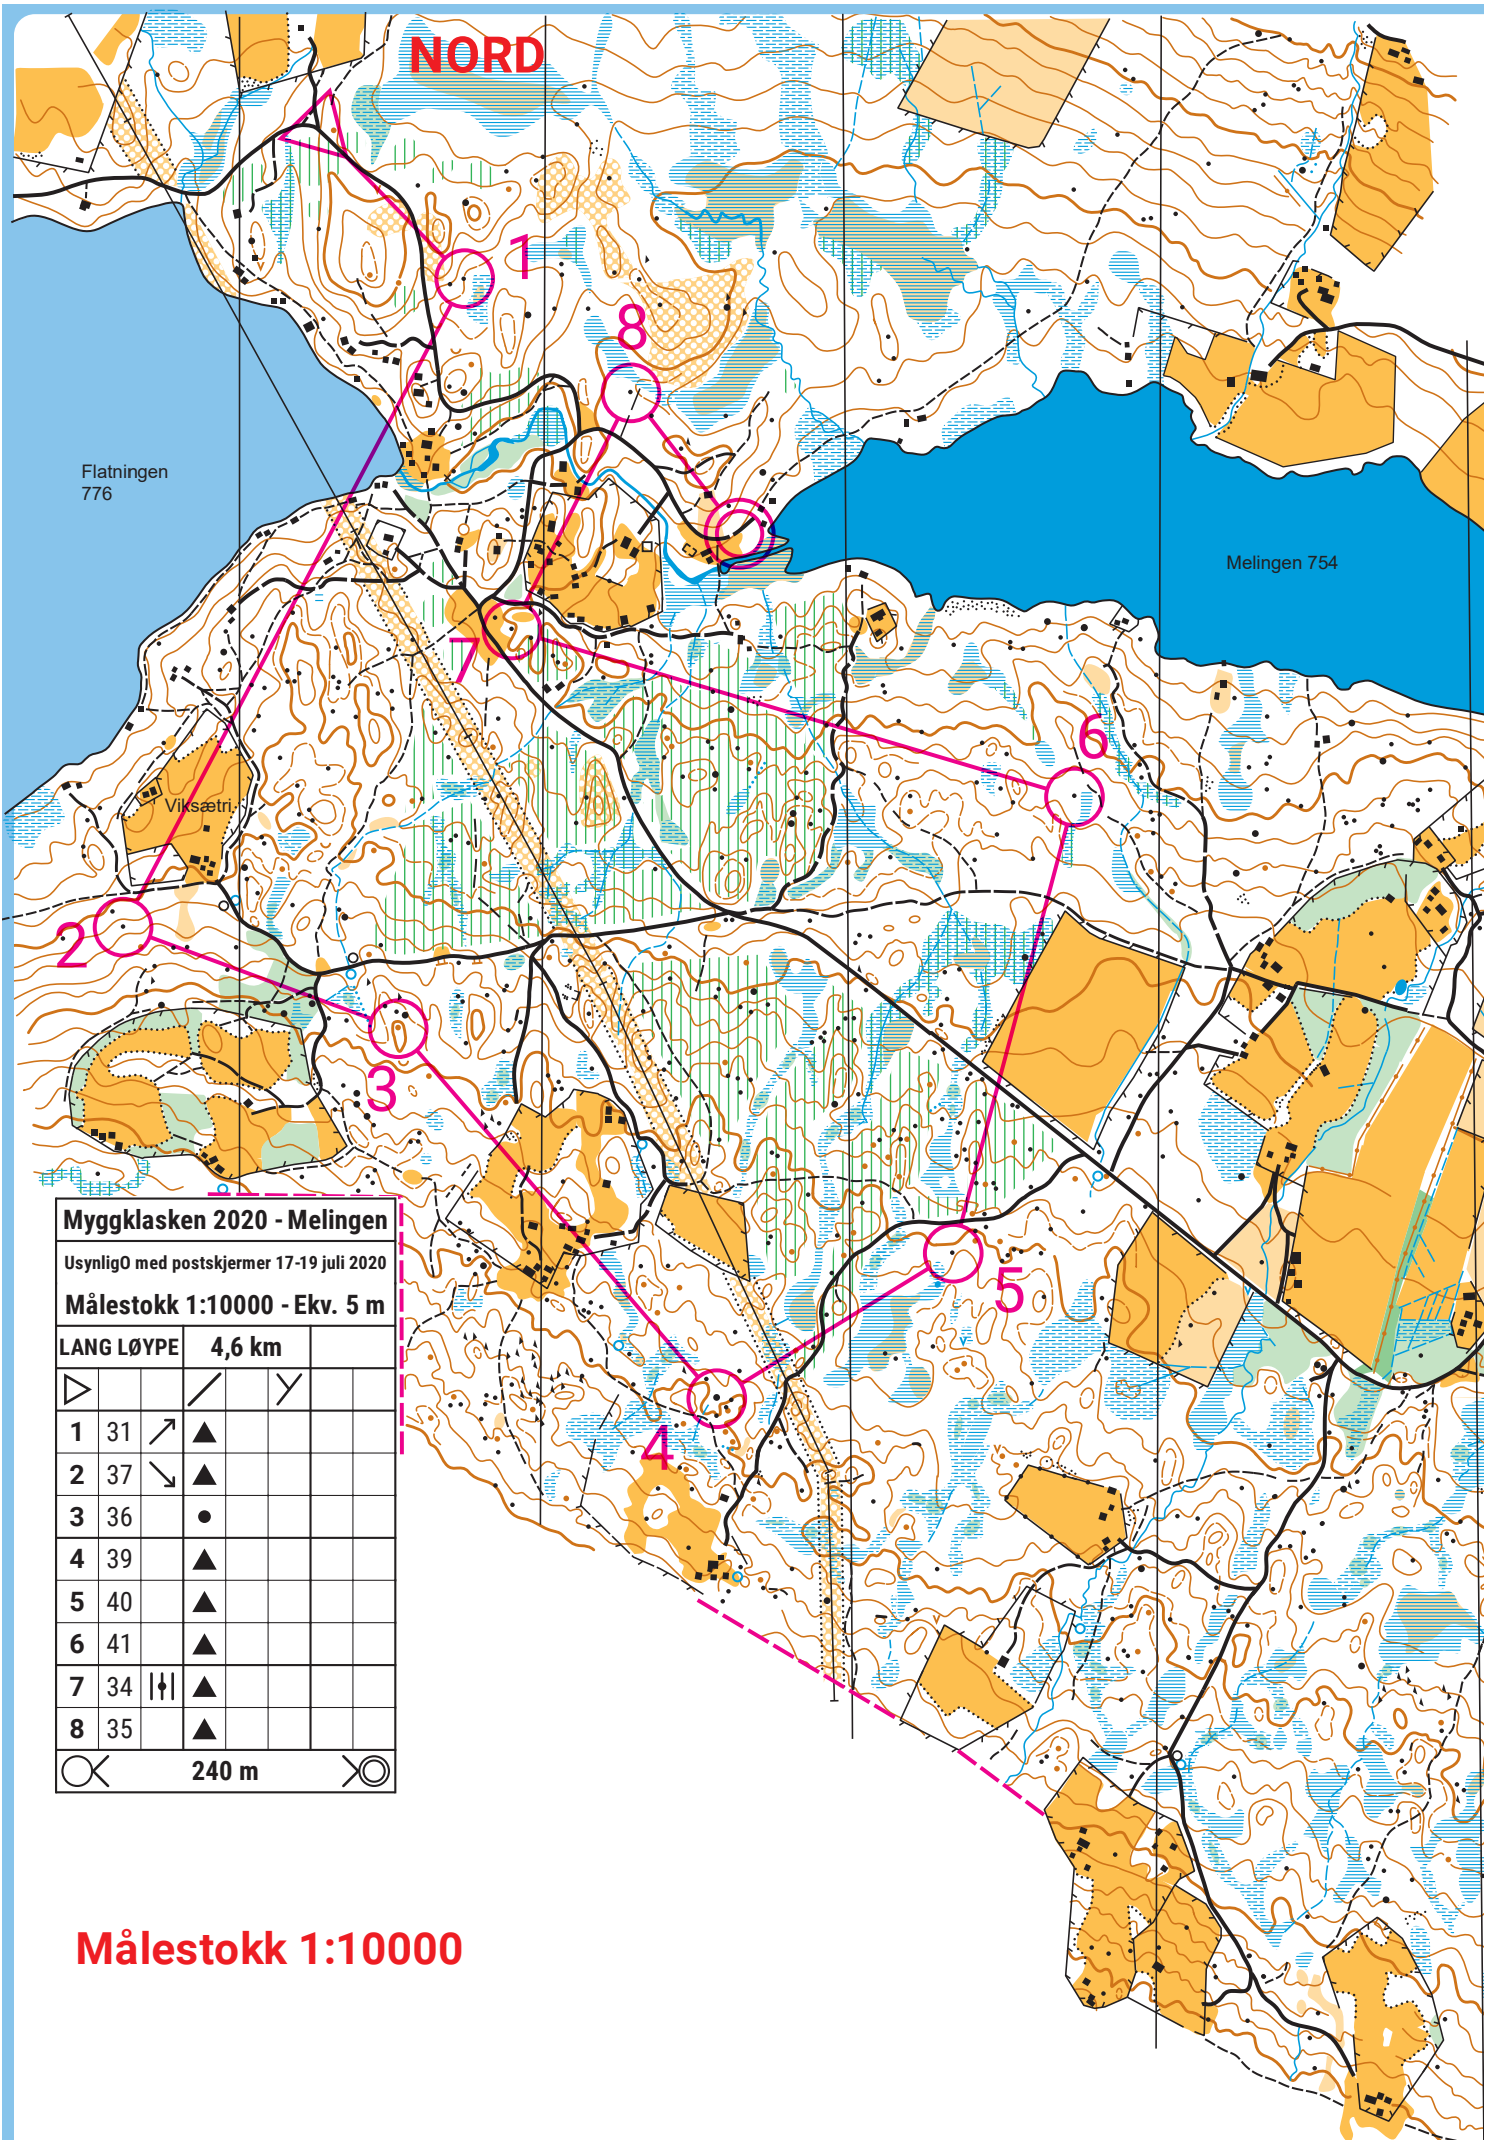 NORD
1
8
Flatningen
776
Melingen 754
7
6
Viksætri
2
3
5
4
Myggklasken 2020 - Melingen
UsynligO med postskjermer 17-19 juli 2020
Målestokk 1:10000 - Ekv. 5 m
LANG LØYPE 4,6 km
1 31
2 37
3 36
4 39
5 40
6 41
7 34
8 35
240 m
Målestokk 1:10000